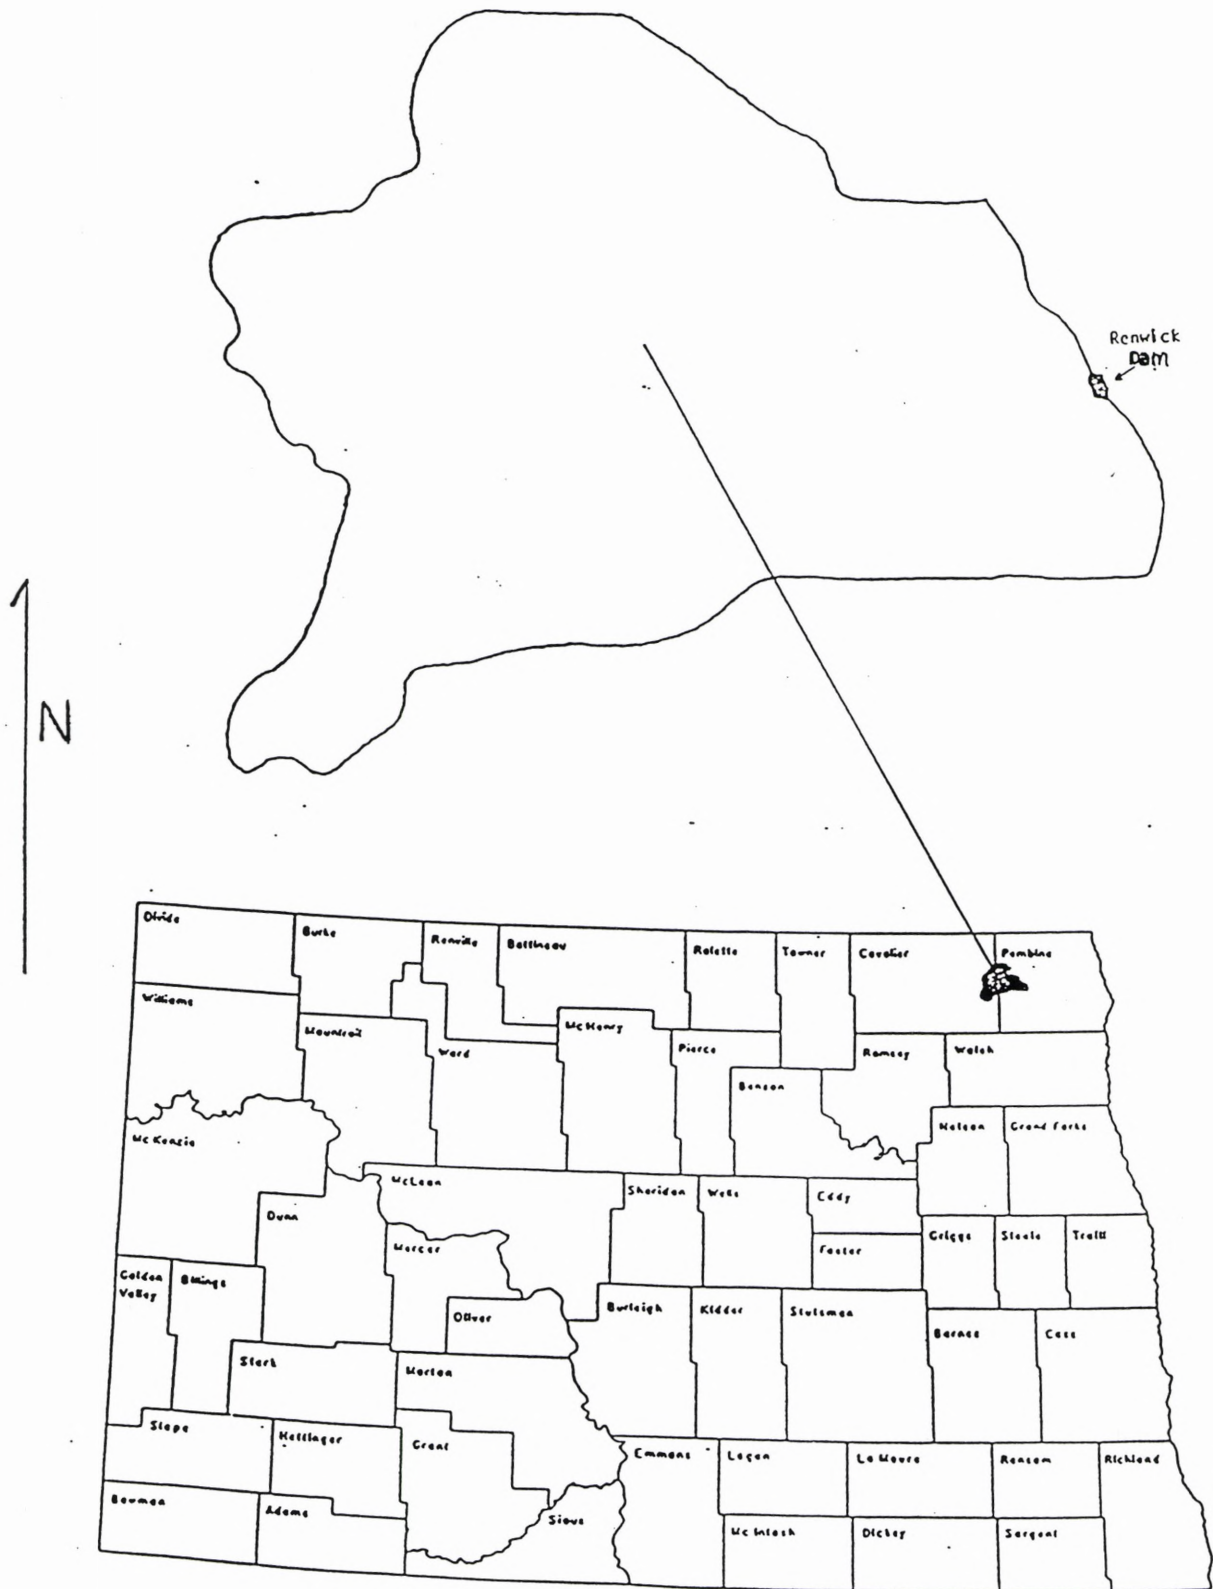 Renwick
Dam
N
Divide
Burke
Renville
Bottineau
Rolette
Towner
Cavalier
Pembina
Williams
Mountrail
Ward
McHenry
Pierce
Benson
Ramsey
Walsh
McKenzie
Nelson
Grand Forks
McLean
Sheridan
Wells
Eddy
Dunn
Mercer
Foster
Griggs
Steele
Traill
Golden
Valley
Billings
Oliver
Burleigh
Kidder
Stutsman
Barnes
Cass
Stark
Morton
Slope
Hettinger
Grant
Emmons
Logan
La Moure
Ransom
Richland
Bowman
Adams
Sioux
McIntosh
Dickey
Sargent